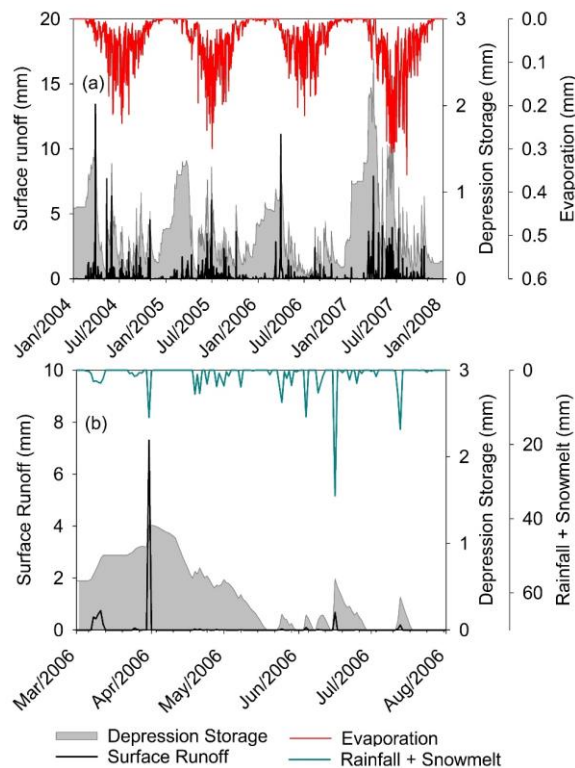 20
15
10
5
0
Surface runoff (mm)
(a)
3
2
1
0
Depression Storage (mm)
0.0
0.1
0.2
0.3
0.4
0.5
0.6
Evaporation (mm)
Jan/2004
Jul/2004
Jan/2005
Jul/2005
Jan/2006
Jul/2006
Jan/2007
Jul/2007
Jan/2008
10
8
6
4
2
0
Surface Runoff (mm)
(b)
3
2
1
0
Depression Storage (mm)
0
20
40
60
Rainfall + Snowmelt (mm)
Mar/2006
Apr/2006
May/2006
Jun/2006
Jul/2006
Aug/2006
Depression Storage
Evaporation
Surface Runoff
Rainfall + Snowmelt